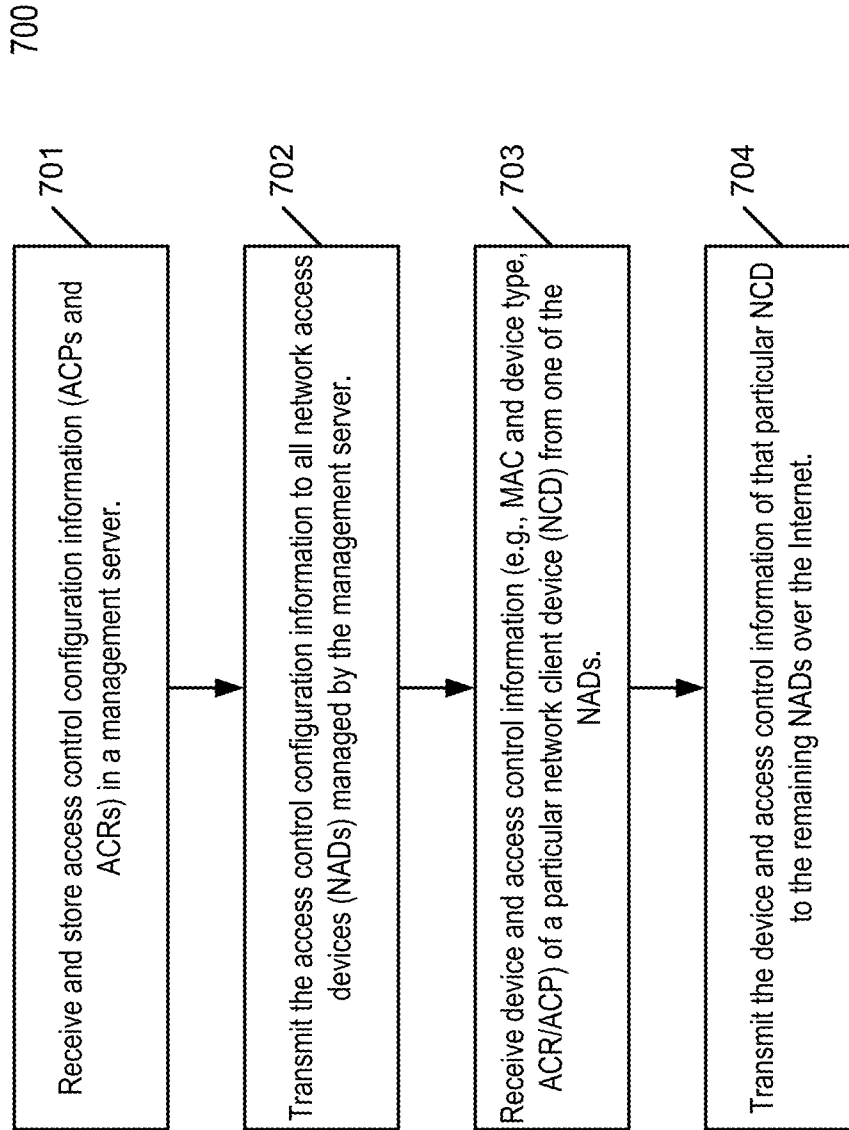 700
701
Receive and store access control configuration information (ACPs and
ACRs) in a management server.
702
Transmit the access control configuration information to all network access
devices (NADs) managed by the management server.
703
Receive device and access control information (e.g., MAC and device type,
ACR/ACP) of a particular network client device (NCD) from one of the
NADs.
704
Transmit the device and access control information of that particular NCD
to the remaining NADs over the Internet.